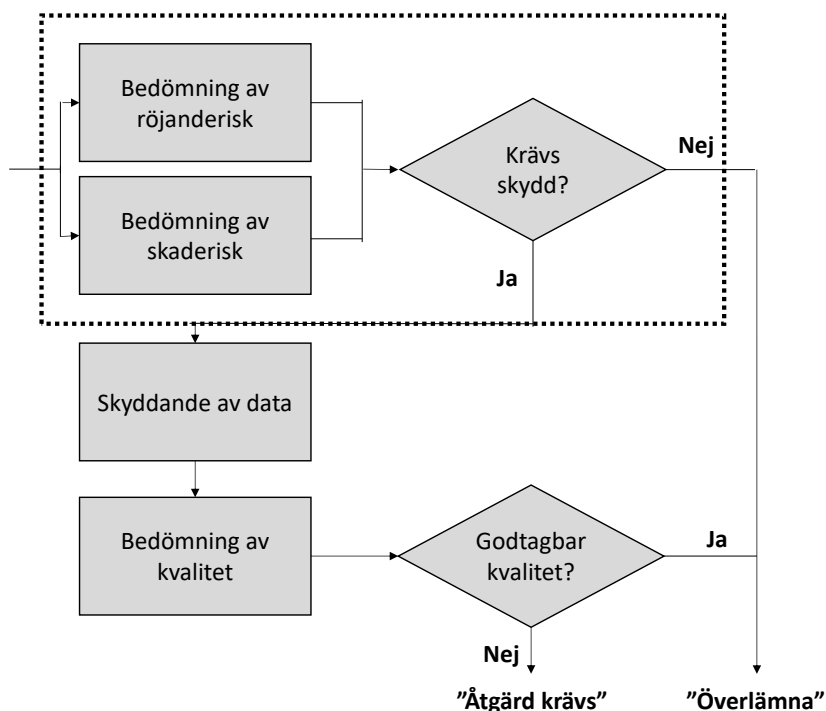 Bedömning av
röjanderisk
Krävs
skydd?
Nej
Bedömning av
skaderisk
Ja
Skyddande av data
Bedömning av
kvalitet
Godtagbar
kvalitet?
Ja
Nej
”Åtgärd krävs”
”Överlämna”